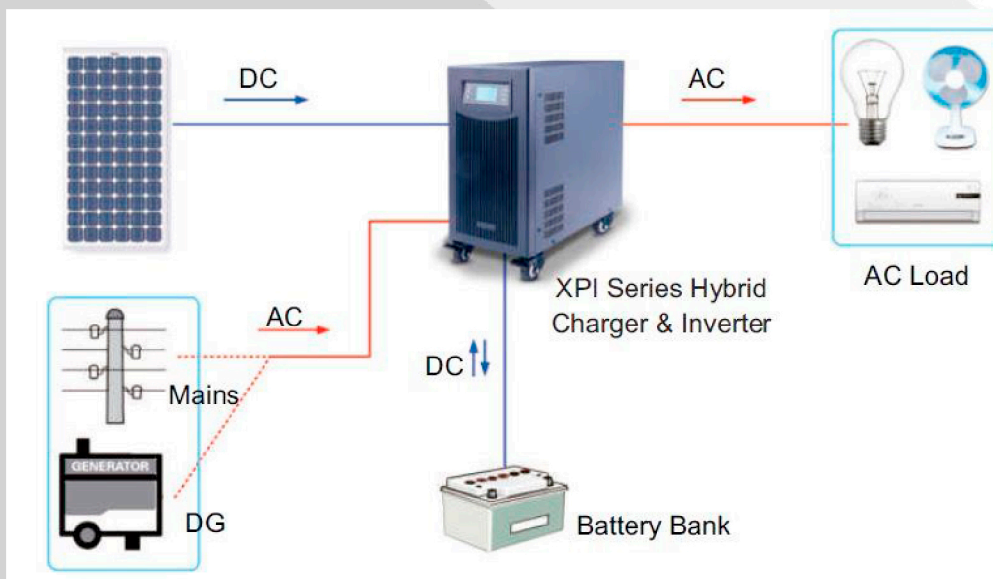 DC
AC
XPI Series Hybrid
Charger & Inverter
AC Load
AC
Mains
DC
GENERATOR
DG
Battery Bank